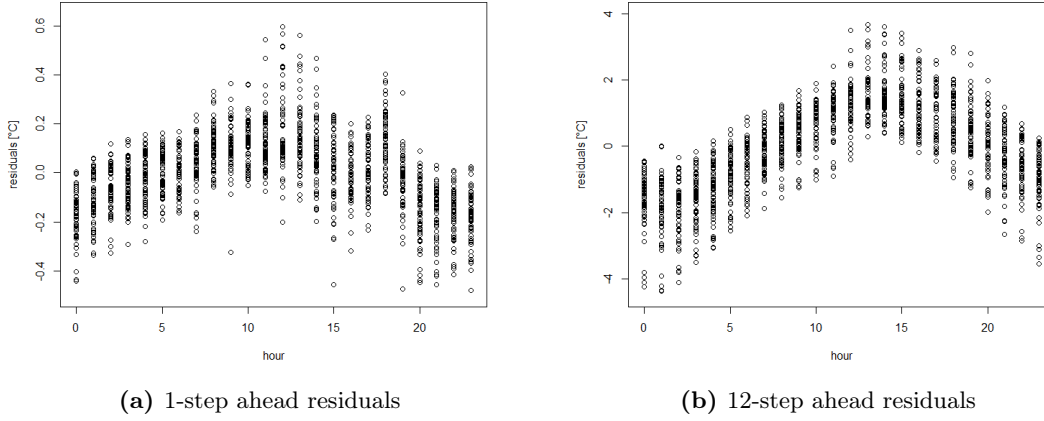 0.6
0.4
0.2
0.0
-0.2
-0.4
residuals [°C]
0 5 10 15 20
hour
(a) 1-step ahead residuals
4
2
0
-2
-4
residuals [°C]
0 5 10 15 20
hour
(b) 12-step ahead residuals